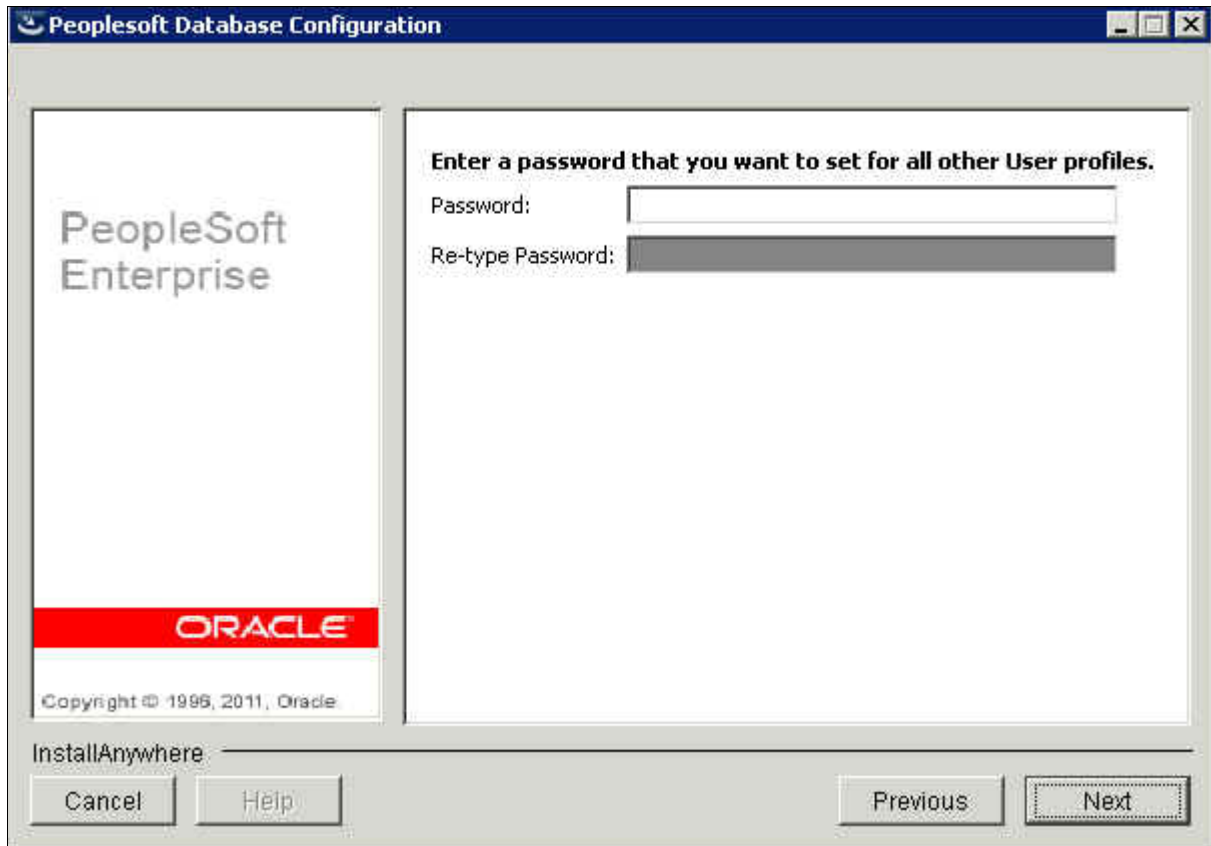 Peoplesoft Database Configuration
PeopleSoft
Enterprise
ORACLE
Copyright © 1996, 2011, Oracle.
Enter a password that you want to set for all other User profiles.
Password:
Re-type Password:
InstallAnywhere
Cancel
Help
Previous
Next